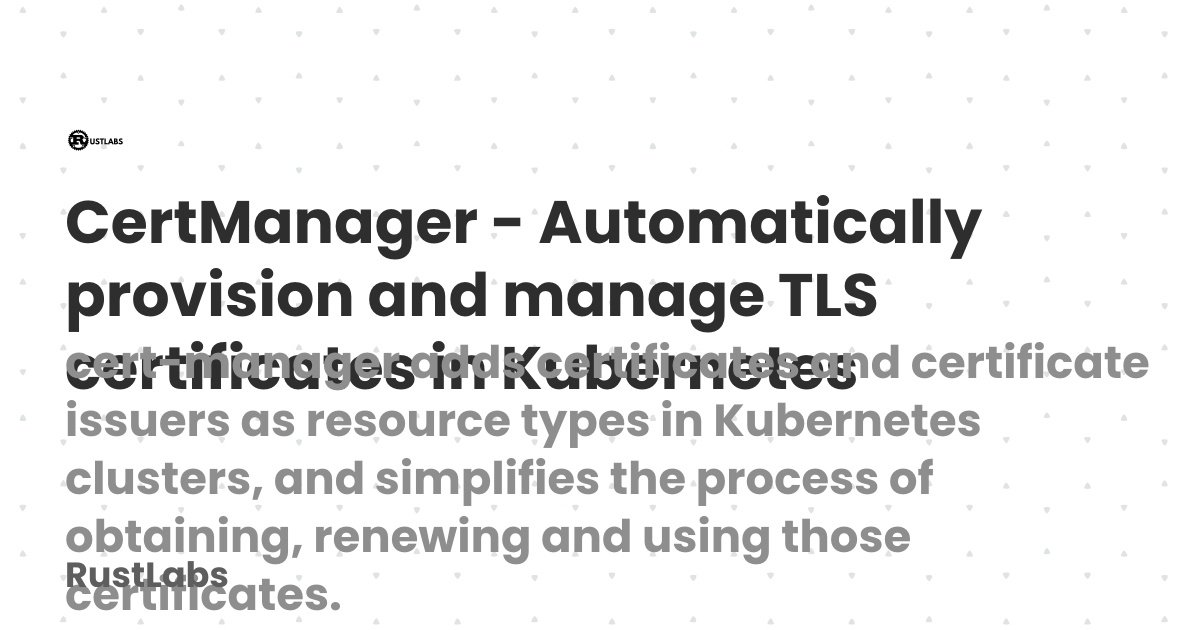 RUSTLABS
CertManager - Automatically
provision and manage TLS
certificates in Kubernetes
cert-manager adds certificates and certificate
issuers as resource types in Kubernetes
clusters, and simplifies the process of
obtaining, renewing and using those
RustLabs
certificates.